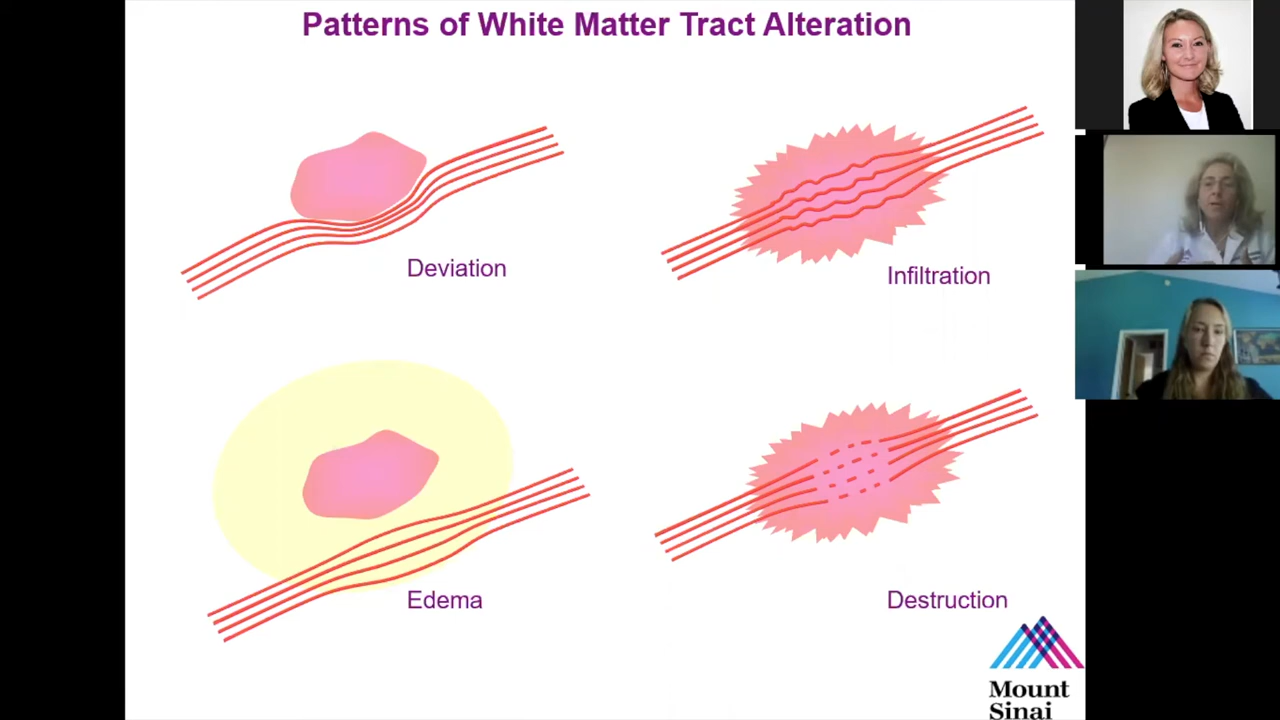 Patterns of White Matter Tract Alteration
Deviation
Infiltration
Edema
Destruction
Mount
Sinai